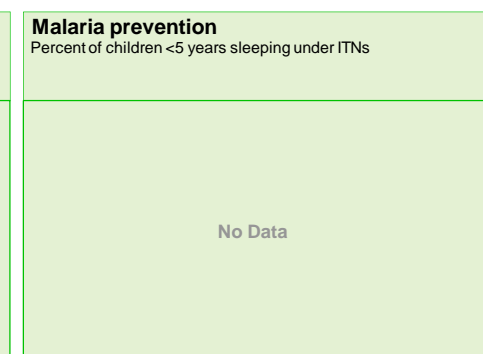 Malaria prevention
Percent of children <5 years sleeping under ITNs
No Data